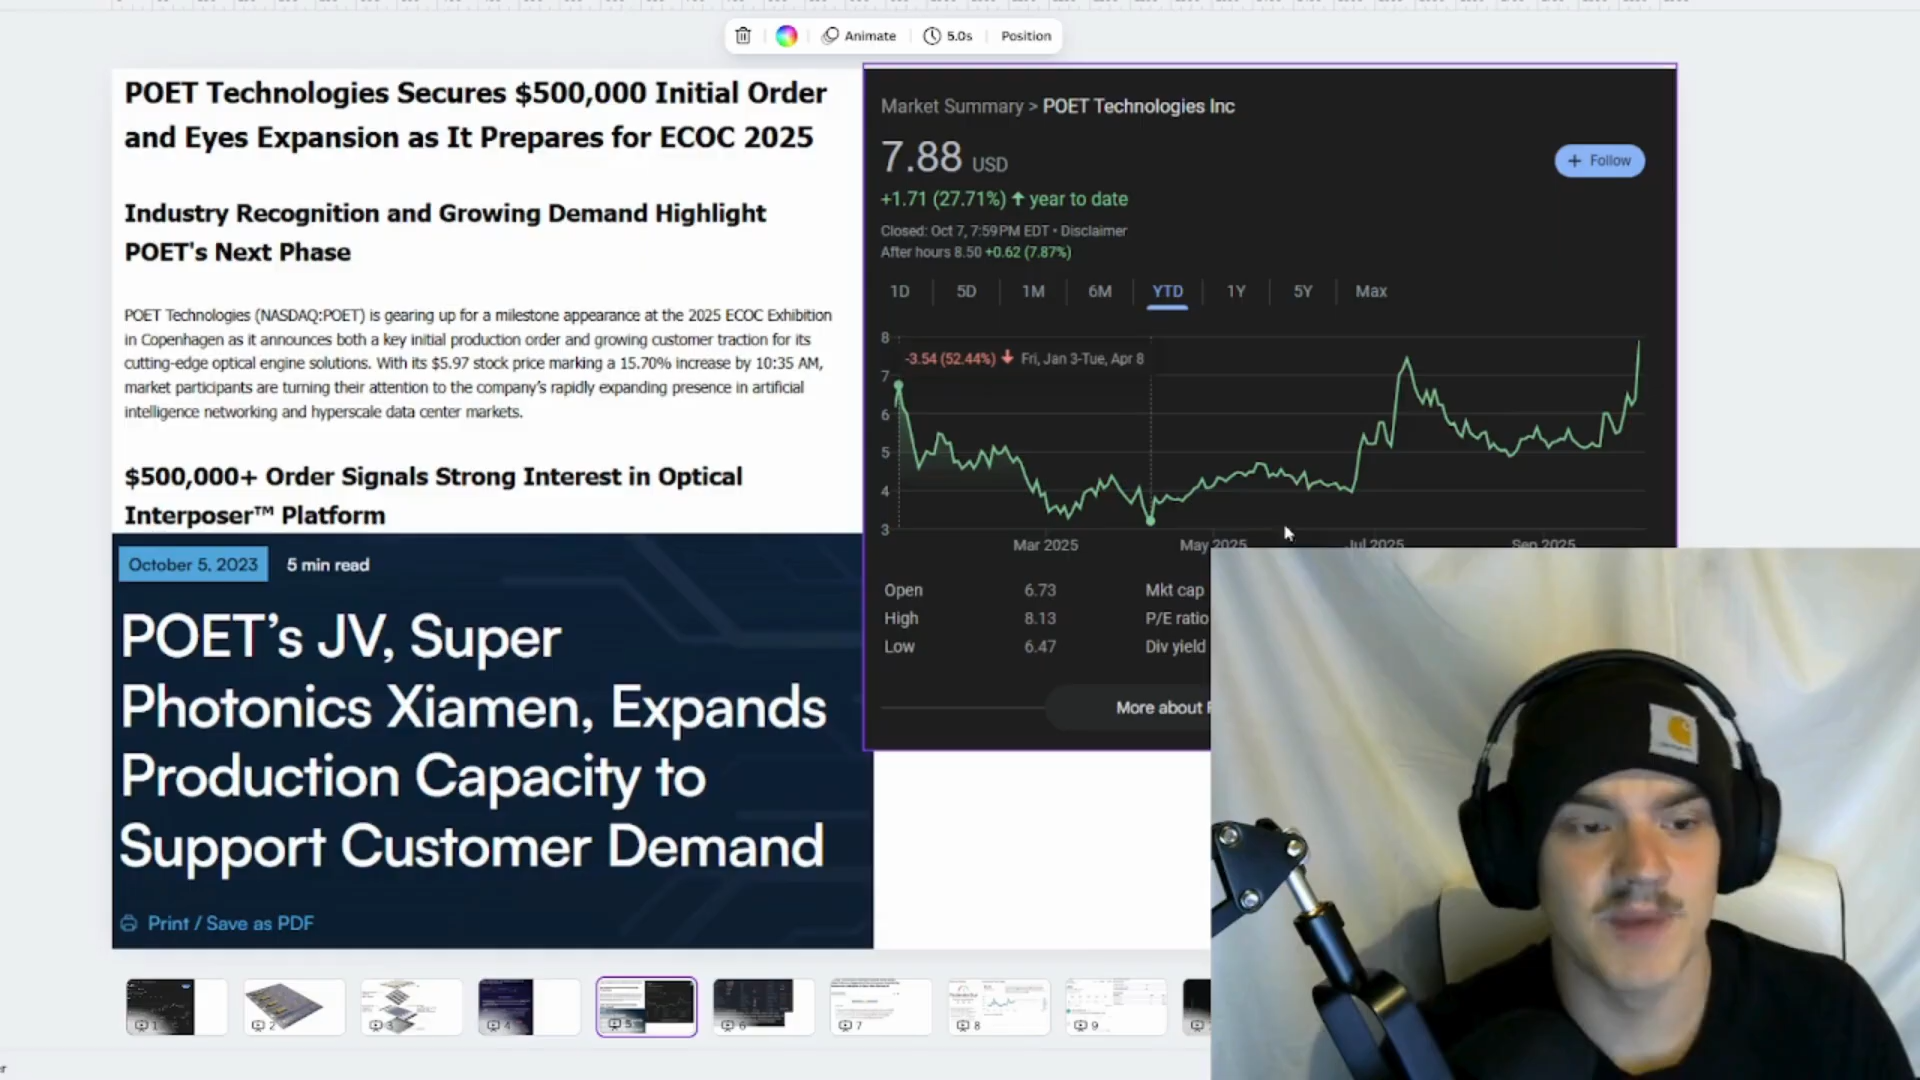 Animate
5.0s
Position
POET Technologies Secures $500,000 Initial Order
and Eyes Expansion as It Prepares for ECOC 2025
Industry Recognition and Growing Demand Highlight
POET's Next Phase
POET Technologies (NASDAQ:POET) is gearing up for a milestone appearance at the 2025 ECOC Exhibition
in Copenhagen as it announces both a key initial production order and growing customer traction for its
cutting-edge optical engine solutions. With its $5.97 stock price marking a 15.70% increase by 10:35 AM,
market participants are turning their attention to the company's rapidly expanding presence in artificial
intelligence networking and hyperscale data center markets.
$500,000+ Order Signals Strong Interest in Optical
Interposer™ Platform
October 5, 2023 5 min read
POET's JV, Super
Photonics Xiamen, Expands
Production Capacity to
Support Customer Demand
Print / Save as PDF
Market Summary > POET Technologies Inc
7.88 USD
+ Follow
+1.71 (27.71%) ↑ year to date
Closed: Oct 7, 7:59 PM EDT • Disclaimer
After hours 8.50 +0.62 (7.87%)
1D 5D 1M 6M YTD 1Y 5Y Max
-3.54 (52.44%) ↓ Fri, Jan 3-Tue, Apr 8
8
7
6
5
4
3
Mar 2025 May 2025 Jul 2025 Sep 2025
Open 6.73 Mkt cap
High 8.13 P/E ratio
Low 6.47 Div yield
More about
1 2 3 4 5 6 7 8 9